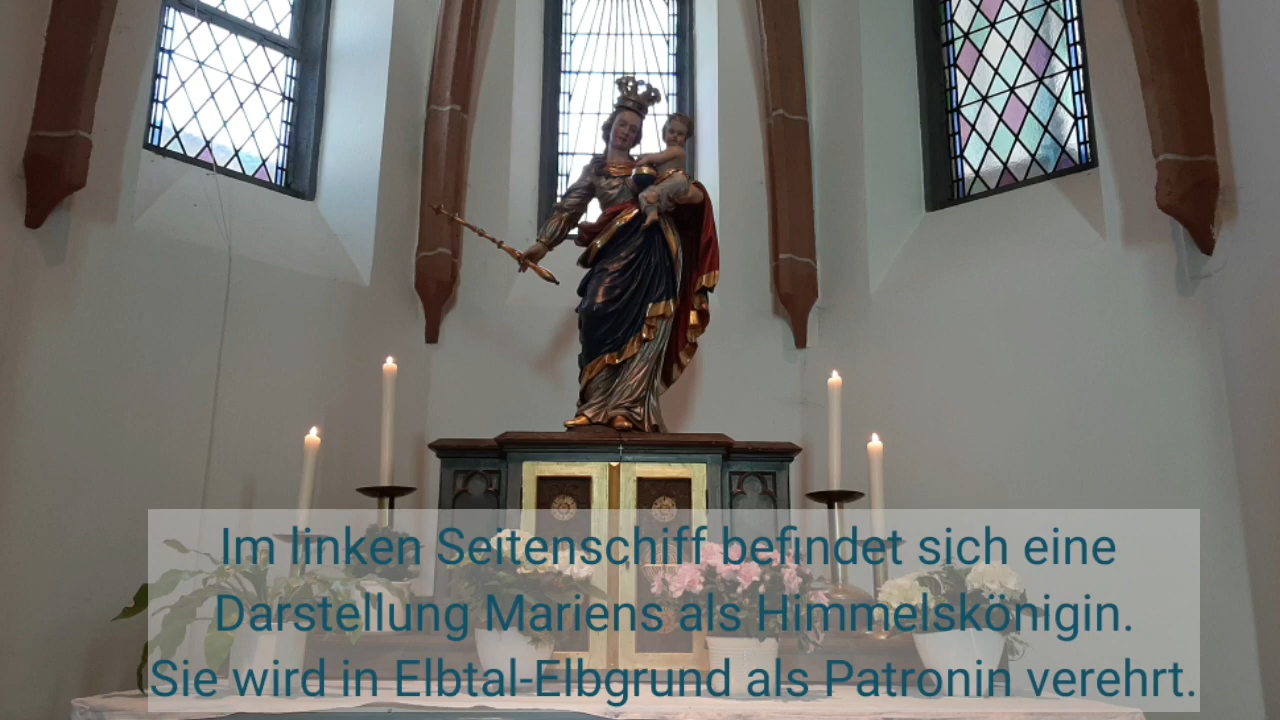 Im linken Seitenschiff befindet sich eine
Darstellung Mariens als Himmelskönigin.
Sie wird in Elbtal-Elbgrund als Patronin verehrt.